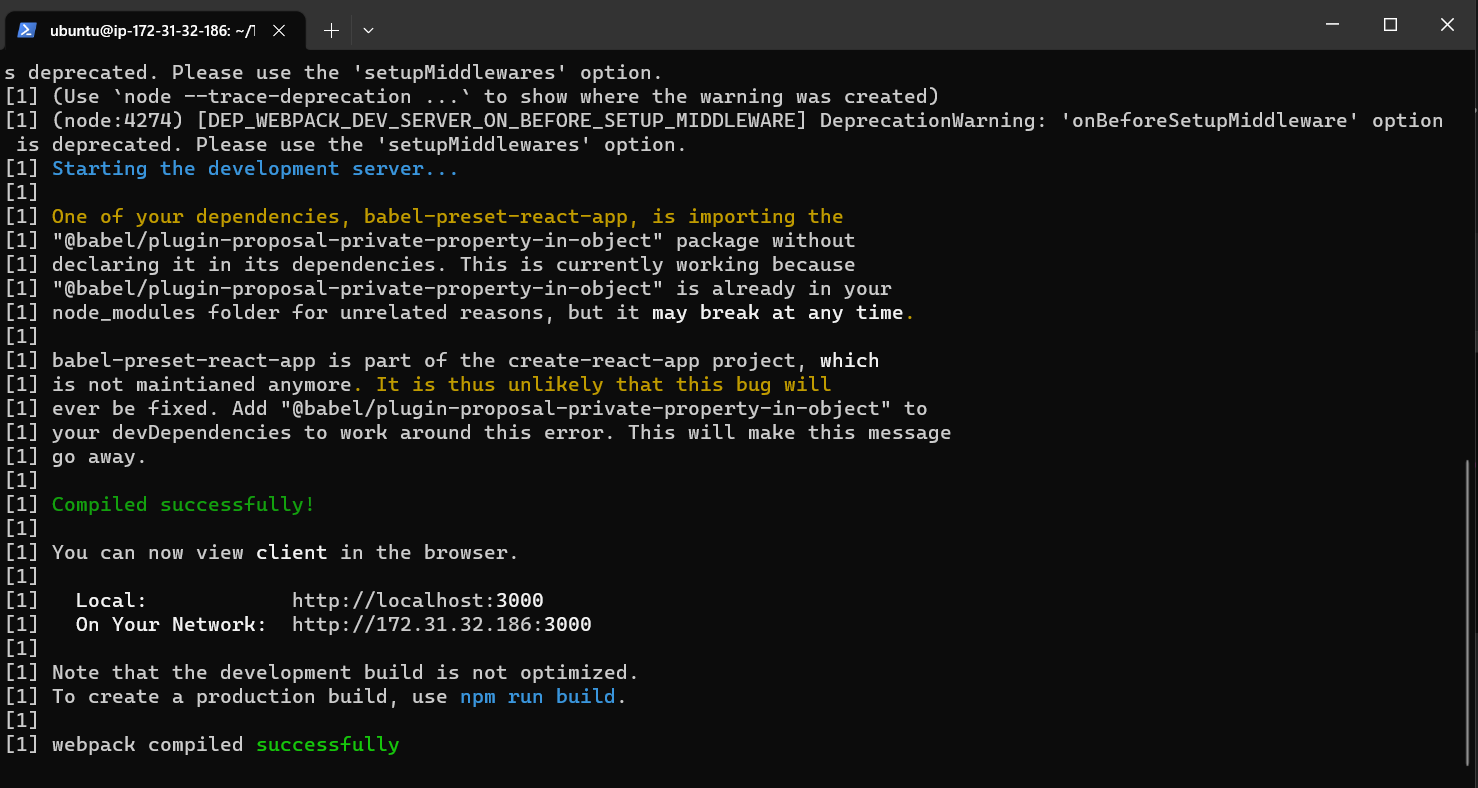 ubuntu@ip-172-31-32-186: ~/T
s deprecated. Please use the 'setupMiddlewares' option.
[1] (Use `node --trace-deprecation ...` to show where the warning was created)
[1] (node:4274) [DEP_WEBPACK_DEV_SERVER_ON_BEFORE_SETUP_MIDDLEWARE] DeprecationWarning: 'onBeforeSetupMiddleware' option
 is deprecated. Please use the 'setupMiddlewares' option.
[1] Starting the development server...
[1]
[1] One of your dependencies, babel-preset-react-app, is importing the
[1] "@babel/plugin-proposal-private-property-in-object" package without
[1] declaring it in its dependencies. This is currently working because
[1] "@babel/plugin-proposal-private-property-in-object" is already in your
[1] node_modules folder for unrelated reasons, but it may break at any time.
[1]
[1] babel-preset-react-app is part of the create-react-app project, which
[1] is not maintianed anymore. It is thus unlikely that this bug will
[1] ever be fixed. Add "@babel/plugin-proposal-private-property-in-object" to
[1] your devDependencies to work around this error. This will make this message
[1] go away.
[1]
[1] Compiled successfully!
[1]
[1] You can now view client in the browser.
[1]
[1]   Local:            http://localhost:3000
[1]   On Your Network:  http://172.31.32.186:3000
[1]
[1] Note that the development build is not optimized.
[1] To create a production build, use npm run build.
[1]
[1] webpack compiled successfully